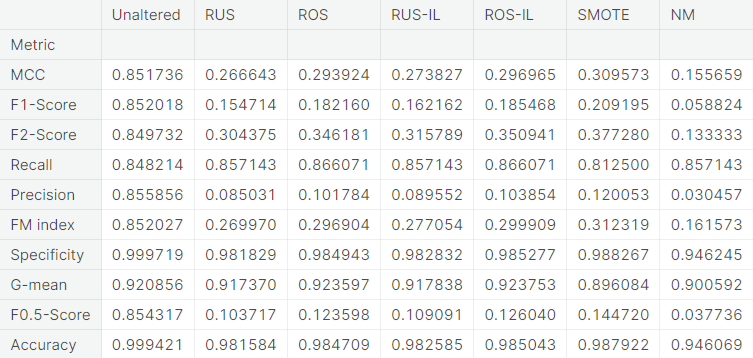 Unaltered RUS ROS RUS-IL ROS-IL SMOTE NM
Metric
MCC 0.851736 0.266643 0.293924 0.273827 0.296965 0.309573 0.155659
F1-Score 0.852018 0.154714 0.182160 0.162162 0.185468 0.209195 0.058824
F2-Score 0.849732 0.304375 0.346181 0.315789 0.350941 0.377280 0.133333
Recall 0.848214 0.857143 0.866071 0.857143 0.866071 0.812500 0.857143
Precision 0.855856 0.085031 0.101784 0.089552 0.103854 0.120053 0.030457
FM index 0.852027 0.269970 0.296904 0.277054 0.299909 0.312319 0.161573
Specificity 0.999719 0.981829 0.984943 0.982832 0.985277 0.988267 0.946245
G-mean 0.920856 0.917370 0.923597 0.917838 0.923753 0.896084 0.900592
F0.5-Score 0.854317 0.103717 0.123598 0.109091 0.126040 0.144720 0.037736
Accuracy 0.999421 0.981584 0.984709 0.982585 0.985043 0.987922 0.946069